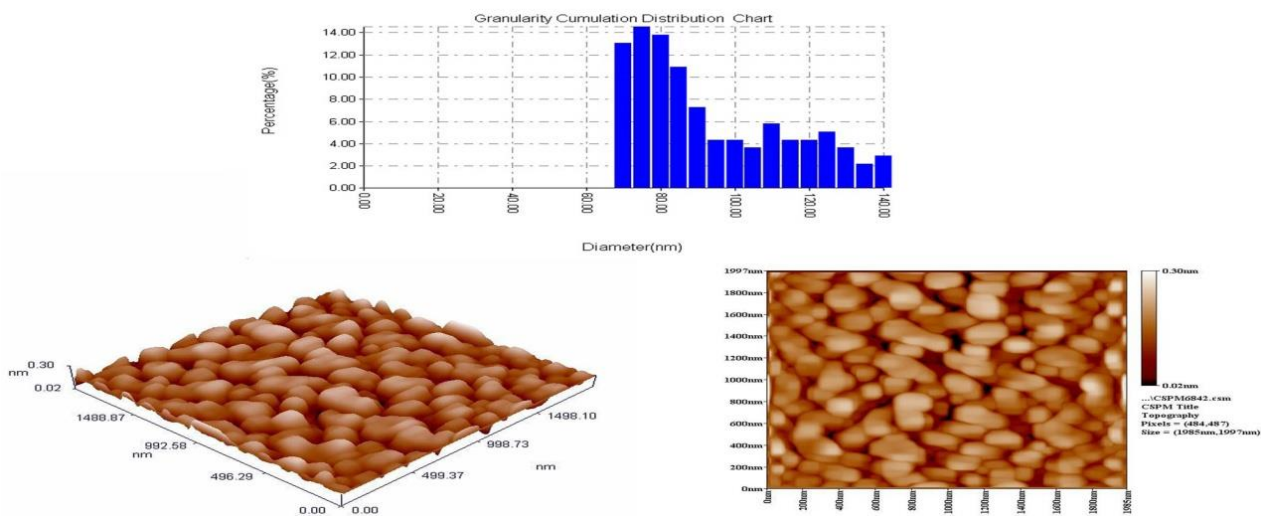 Granularity Cumulation Distribution Chart
Percentage(%)
14.00
12.00
10.00
8.00
6.00
4.00
2.00
0.00
0.00
20.00
40.00
60.00
80.00
100.00
120.00
140.00
Diameter(nm)
0.30
nm
0.02
1488.87
992.58
nm
496.29
0.00
0.00
499.37
998.73
nm
1498.10
1997nm
1800nm
1600nm
1400nm
1200nm
1000nm
800nm
600nm
400nm
200nm
0nm
0nm
200nm
400nm
600nm
800nm
1000nm
1200nm
1400nm
1600nm
1800nm
1985nm
0.30nm
0.02nm
...\CSPM6842.csm
CSPM Title
Topography
Pixels = (484,487)
Size = (1985nm,1997nm)